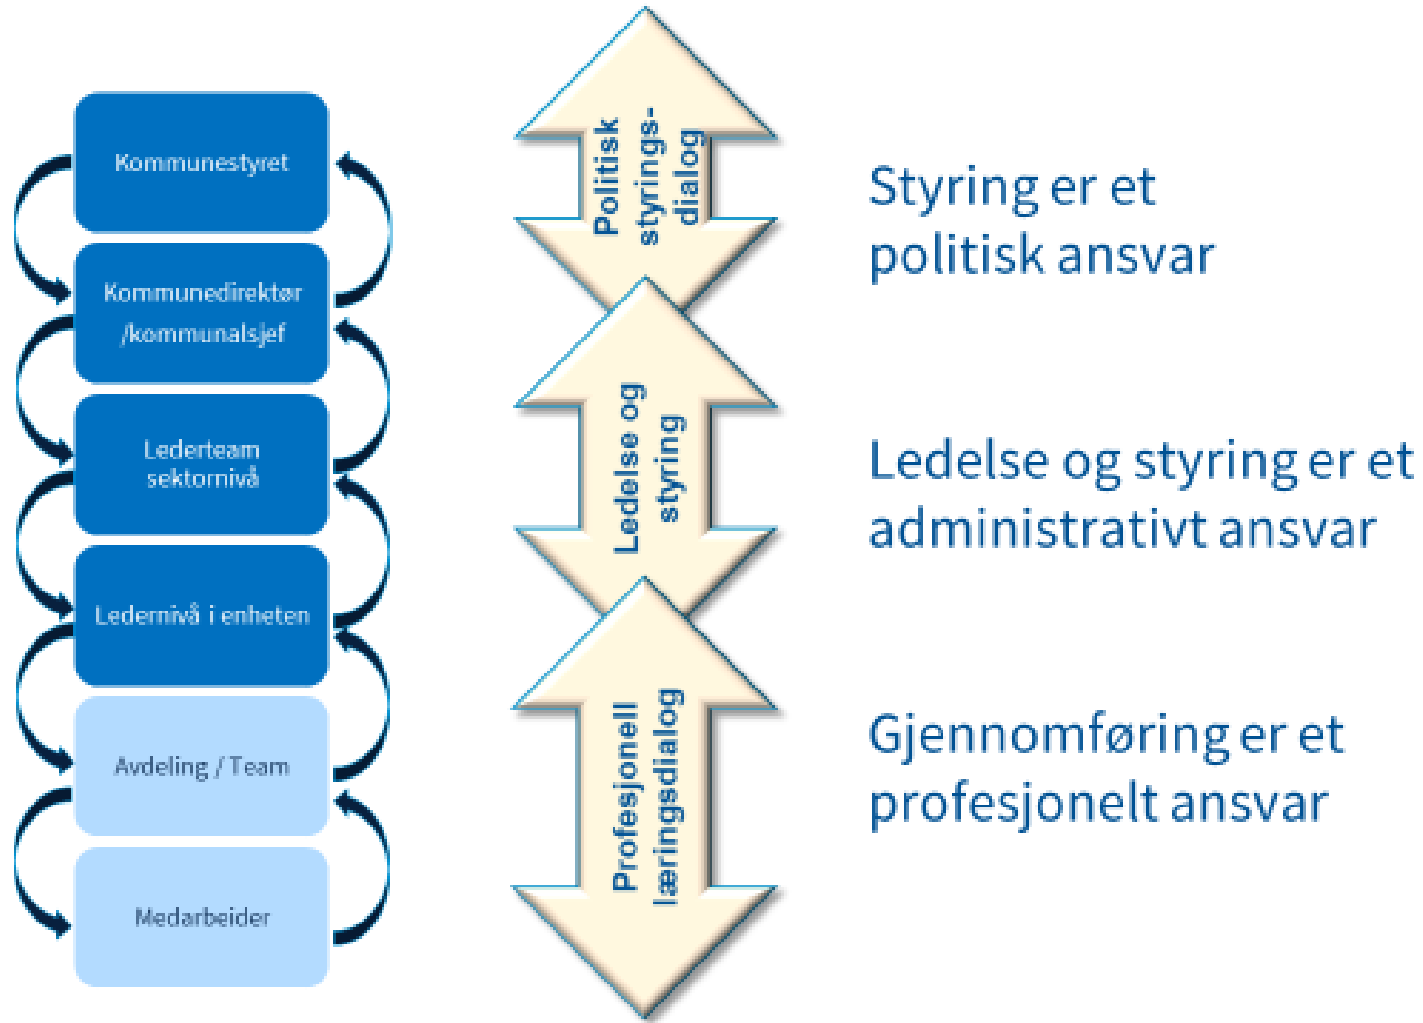 Kommunestyret
Kommunedirektør
/kommunalsjef
Lederteam
sektornivå
Ledernivå i enheten
Avdeling / Team
Medarbeider
Politisk
styrings-
dialog
Ledelse og
styring
Profesjonell
læringsdialog
Styring er et
politisk ansvar
Ledelse og styring er et
administrativt ansvar
Gjennomføring er et
profesjonelt ansvar